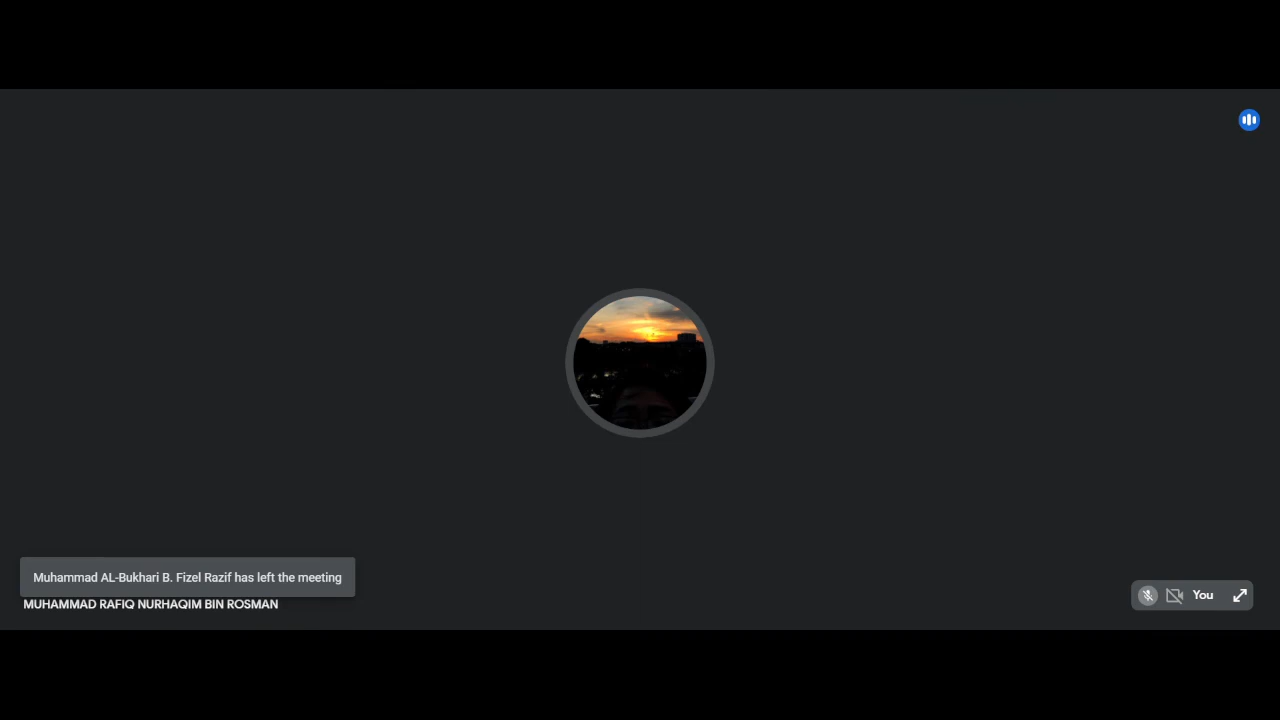 Muhammad AL-Bukhari B. Fizel Razif has left the meeting
MUHAMMAD RAFIQ NURHAQIM BIN ROSMAN
You